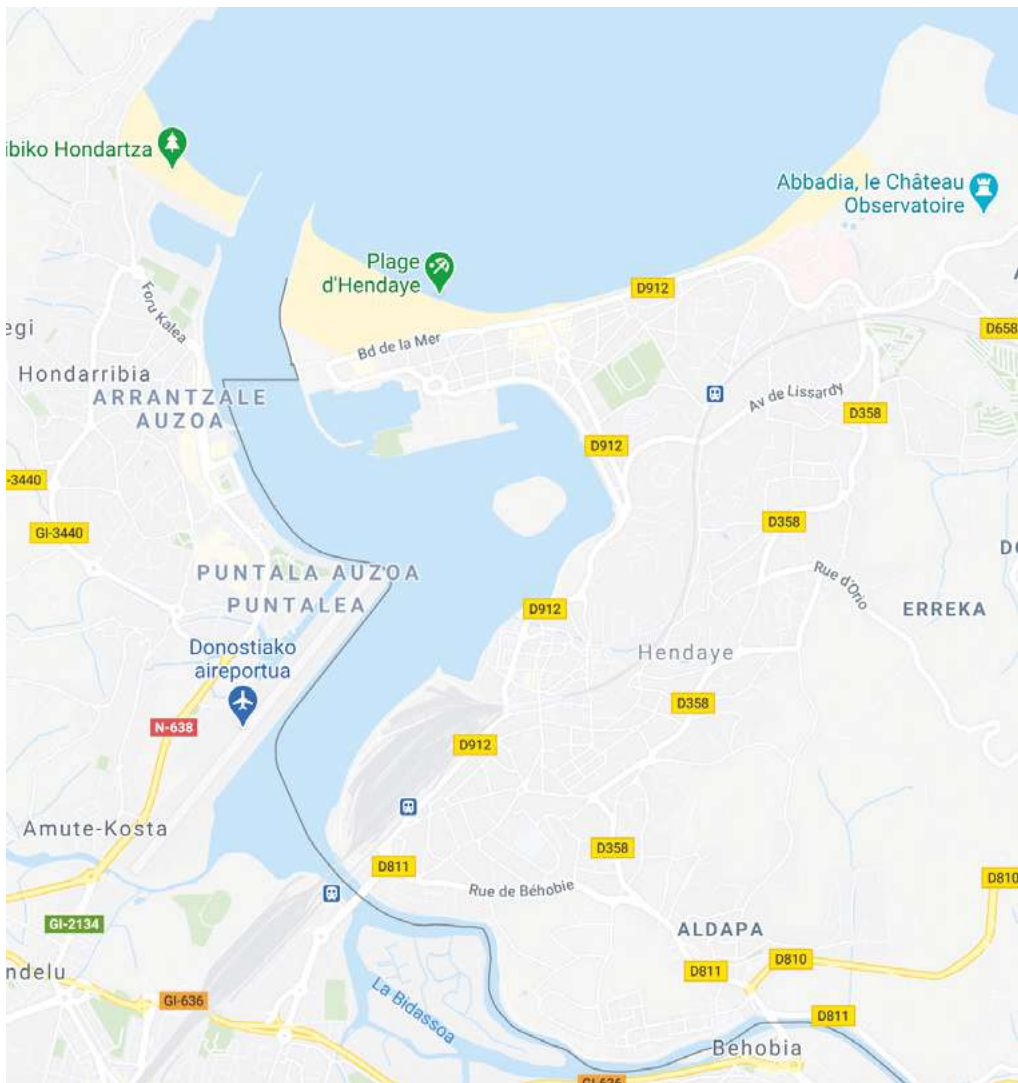 ibiko Hondartza
Abbadia, le Château
Observatoire
Plage
d'Hendaye
D912
Foru Kalea
egi
D658
Bd de la Mer
Hondarribia
ARRANTZALE
AUZOA
Av de Lissardy
D358
D912
-3440
GI-3440
D358
PUNTALA AUZOA
PUNTALEA
Rue d'Orio
D912
ERREKA
Donostiako
aireportua
Hendaye
N-638
D358
D912
Amute-Kosta
D358
D811
D810
Rue de Béhobie
GI-2134
ALDAPA
ndelu
D810
D811
GI-636
La Bidassoa
D811
Behobia
GI-636